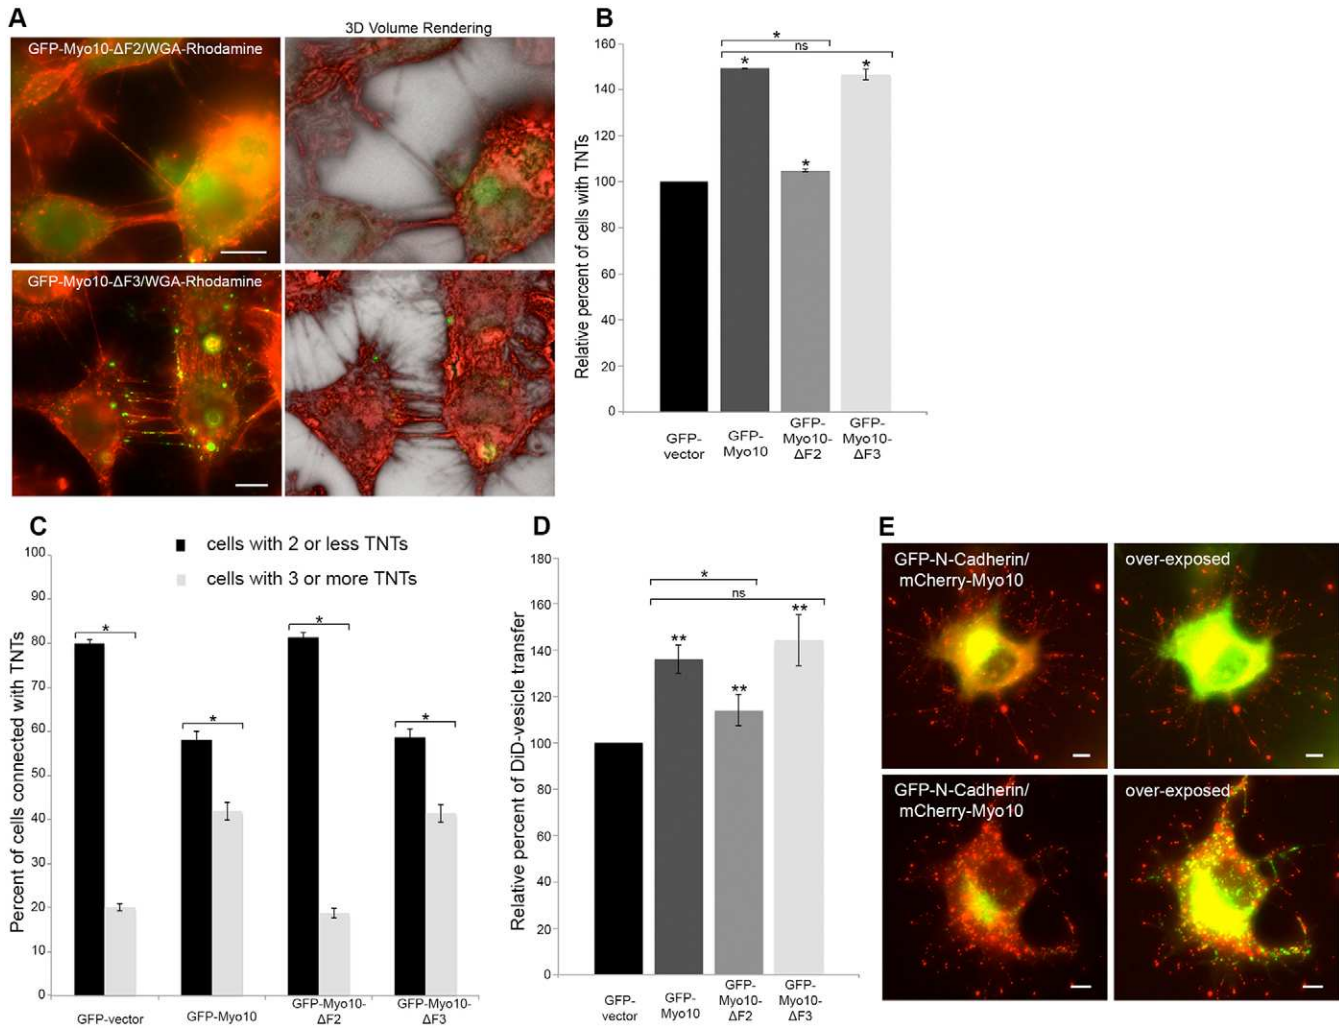 A
3D Volume Rendering
GFP-Myo10-ΔF2/WGA-Rhodamine
GFP-Myo10-ΔF3/WGA-Rhodamine
B
Relative percent of cells with TNTs
160
140
120
100
80
60
40
20
0
*
ns
*
*
*
GFP-
vector
GFP-
Myo10
GFP-
Myo10-
ΔF2
GFP-
Myo10-
ΔF3
C
cells with 2 or less TNTs
cells with 3 or more TNTs
Percent of cells connected with TNTs
100
90
80
70
60
50
40
30
20
10
0
*
*
*
*
GFP-vector
GFP-Myo10
GFP-Myo10-
ΔF2
GFP-Myo10-
ΔF3
D
Relative percent of DiD-vesicle transfer
180
160
140
120
100
80
60
40
20
0
*
ns
**
**
**
GFP-
vector
GFP-
Myo10
GFP-
Myo10-
ΔF2
GFP-
Myo10-
ΔF3
E
GFP-N-Cadherin/
mCherry-Myo10
over-exposed
GFP-N-Cadherin/
mCherry-Myo10
over-exposed